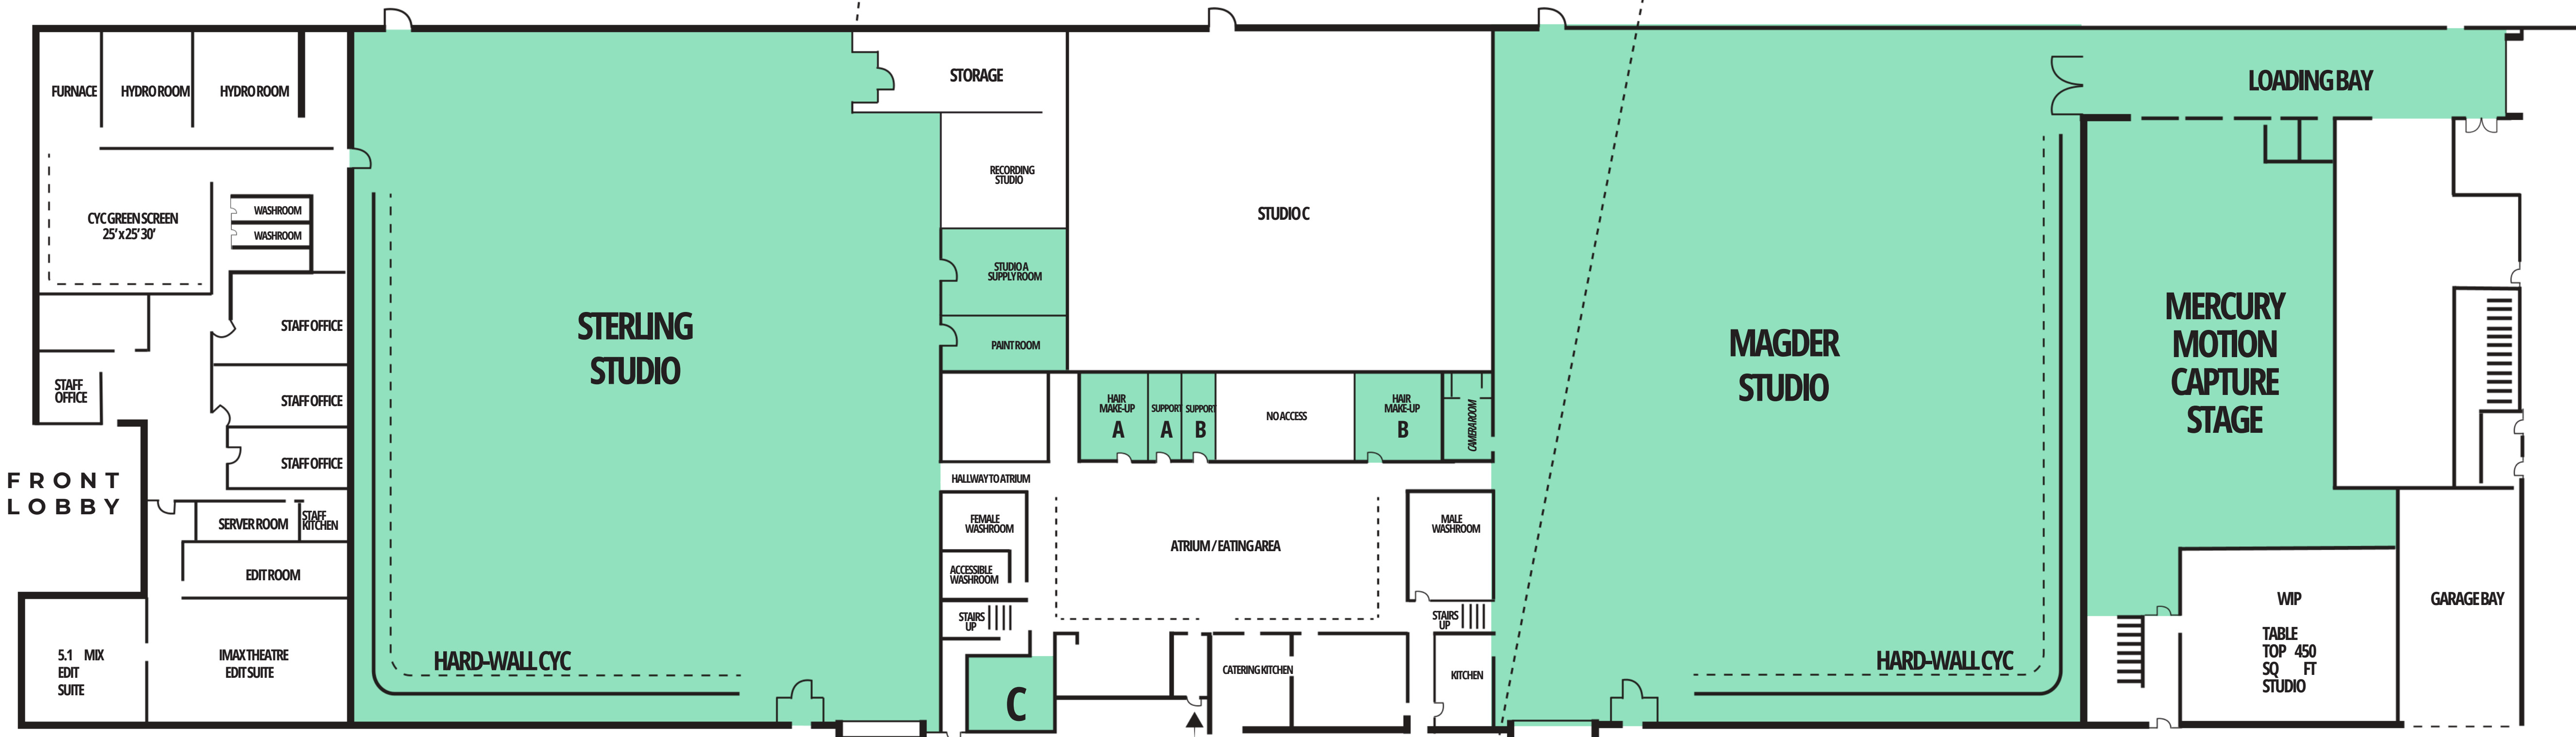 FURNACE
HYDRO ROOM
HYDRO ROOM
CYC GREEN SCREEN
25' x 25' 30'
WASHROOM
WASHROOM
STAFF OFFICE
STAFF
OFFICE
STAFF OFFICE
STAFF OFFICE
FRONT
LOBBY
SERVER ROOM
STAFF
KITCHEN
EDIT ROOM
5.1 MIX
EDIT
SUITE
IMAX THEATRE
EDIT SUITE
STERLING
STUDIO
HARD-WALL CYC
STORAGE
RECORDING
STUDIO
STUDIO A
SUPPLY ROOM
PAINT ROOM
STUDIO C
HAIR
MAKE-UP
A
SUPPORT
A
SUPPORT
B
NO ACCESS
HAIR
MAKE-UP
B
CAMERA ROOM
HALLWAY TO ATRIUM
FEMALE
WASHROOM
ACCESSIBLE
WASHROOM
STAIRS
UP
ATRIUM / EATING AREA
MALE
WASHROOM
STAIRS
UP
C
CATERING KITCHEN
KITCHEN
MAGDER
STUDIO
HARD-WALL CYC
LOADING BAY
MERCURY
MOTION
CAPTURE
STAGE
WIP
TABLE
TOP 450
SQ FT
STUDIO
GARAGE BAY